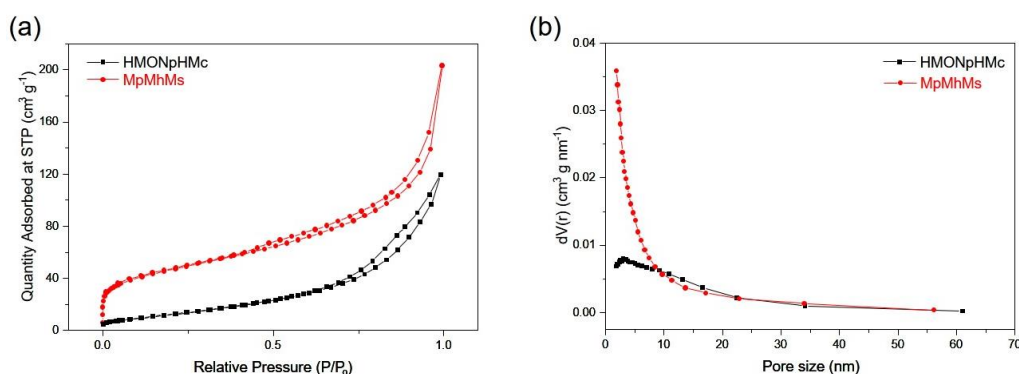 (a)
HMONpHMc
MpMhMs
Quantity Adsorbed at STP (cm³ g⁻¹)
200
160
120
80
40
0
0.0 0.5 1.0
Relative Pressure (P/P₀)
(b)
HMONpHMc
MpMhMs
dV(r) (cm³ g nm⁻¹)
0.04
0.03
0.02
0.01
0.00
0 10 20 30 40 50 60 70
Pore size (nm)